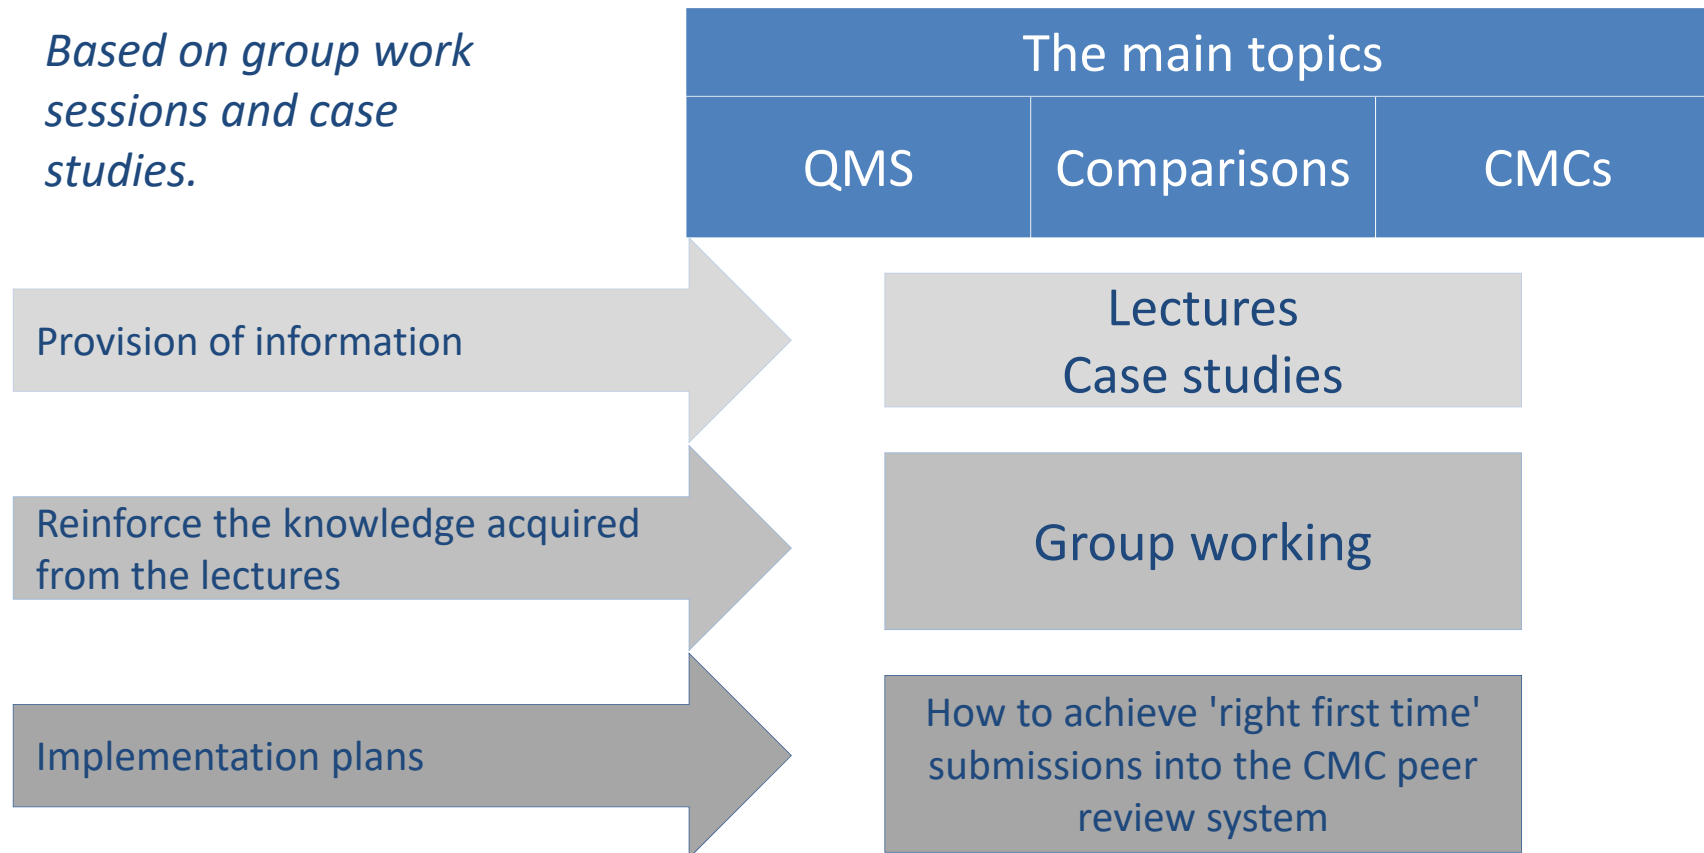 Based on group work
sessions and case
studies.
The main topics
QMS
Comparisons
CMCs
Provision of information
Lectures
Case studies
Reinforce the knowledge acquired
from the lectures
Group working
Implementation plans
How to achieve 'right first time'
submissions into the CMC peer
review system